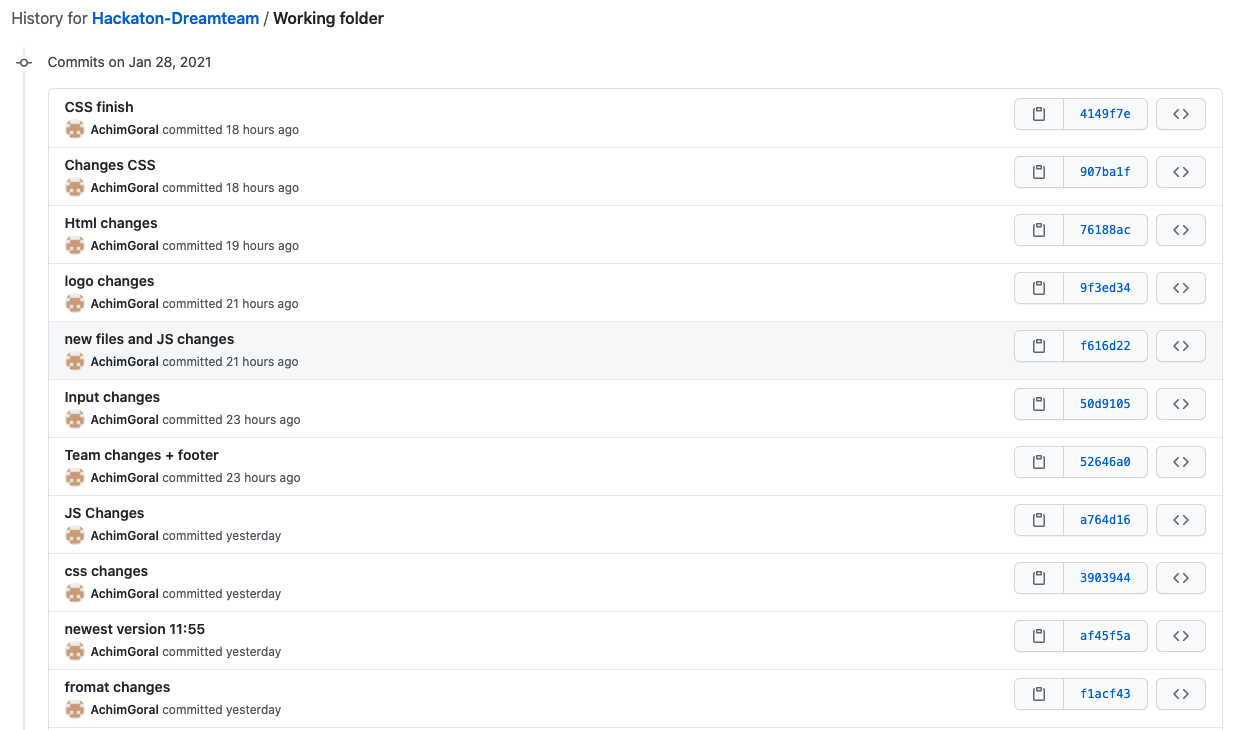 History for Hackaton-Dreamteam / Working folder
Commits on Jan 28, 2021
CSS finish
AchimGoral committed 18 hours ago
4149f7e
Changes CSS
AchimGoral committed 18 hours ago
907ba1f
Html changes
AchimGoral committed 19 hours ago
76188ac
logo changes
AchimGoral committed 21 hours ago
9f3ed34
new files and JS changes
AchimGoral committed 21 hours ago
f616d22
Input changes
AchimGoral committed 23 hours ago
50d9105
Team changes + footer
AchimGoral committed 23 hours ago
52646a0
JS Changes
AchimGoral committed yesterday
a764d16
css changes
AchimGoral committed yesterday
3903944
newest version 11:55
AchimGoral committed yesterday
af45f5a
fromat changes
AchimGoral committed yesterday
f1acf43